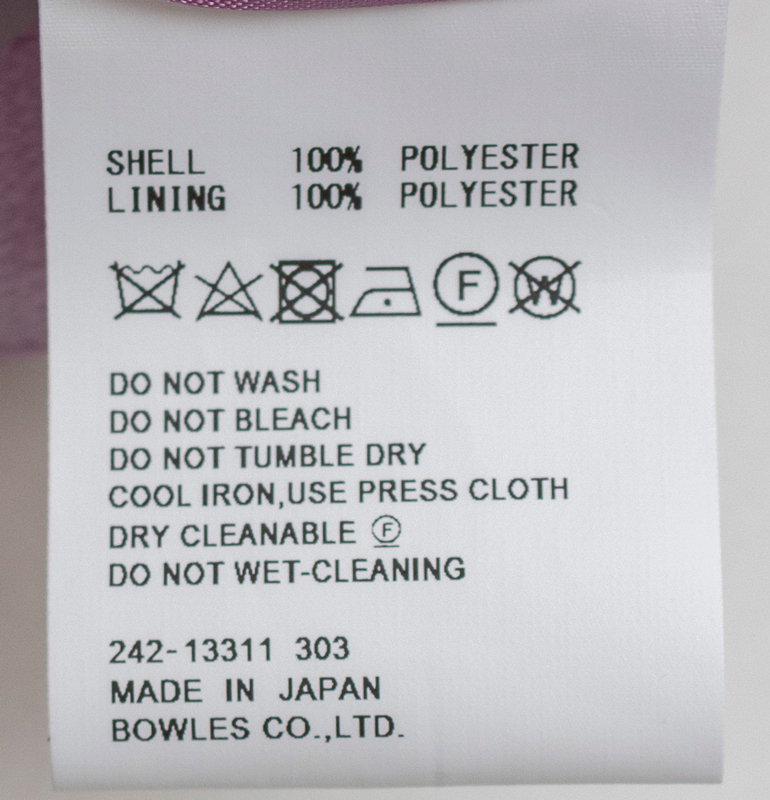 SHELL 100% POLYESTER
LINING 100% POLYESTER
F W
DO NOT WASH
DO NOT BLEACH
DO NOT TUMBLE DRY
COOL IRON,USE PRESS CLOTH
DRY CLEANABLE Ⓕ
DO NOT WET-CLEANING
242-13311 303
MADE IN JAPAN
BOWLES CO.,LTD.